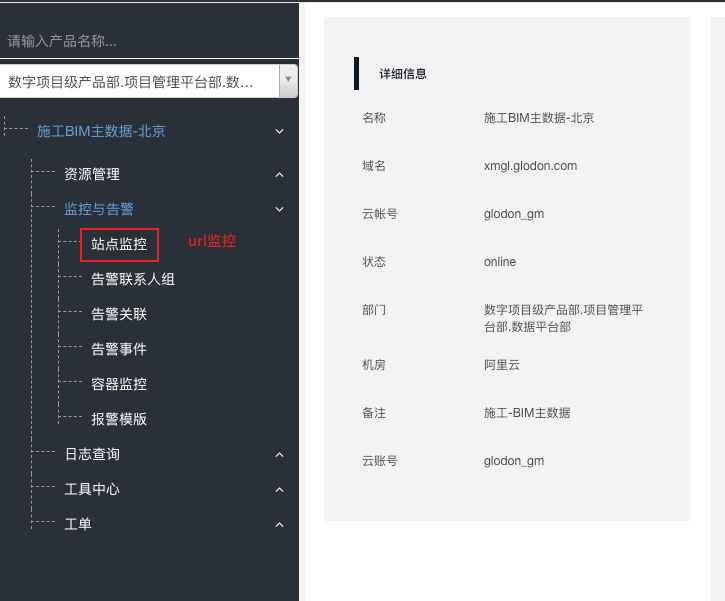 请输入产品名称...
数字项目级产品部.项目管理平台部.数...
施工BIM主数据-北京
资源管理
监控与告警
站点监控
url监控
告警联系人组
告警关联
告警事件
容器监控
报警模版
日志查询
工具中心
工单
详细信息
名称 施工BIM主数据-北京
域名 xmgl.glodon.com
云帐号 glodon_gm
状态 online
部门 数字项目级产品部.项目管理平
台部.数据平台部
机房 阿里云
备注 施工-BIM主数据
云账号 glodon_gm